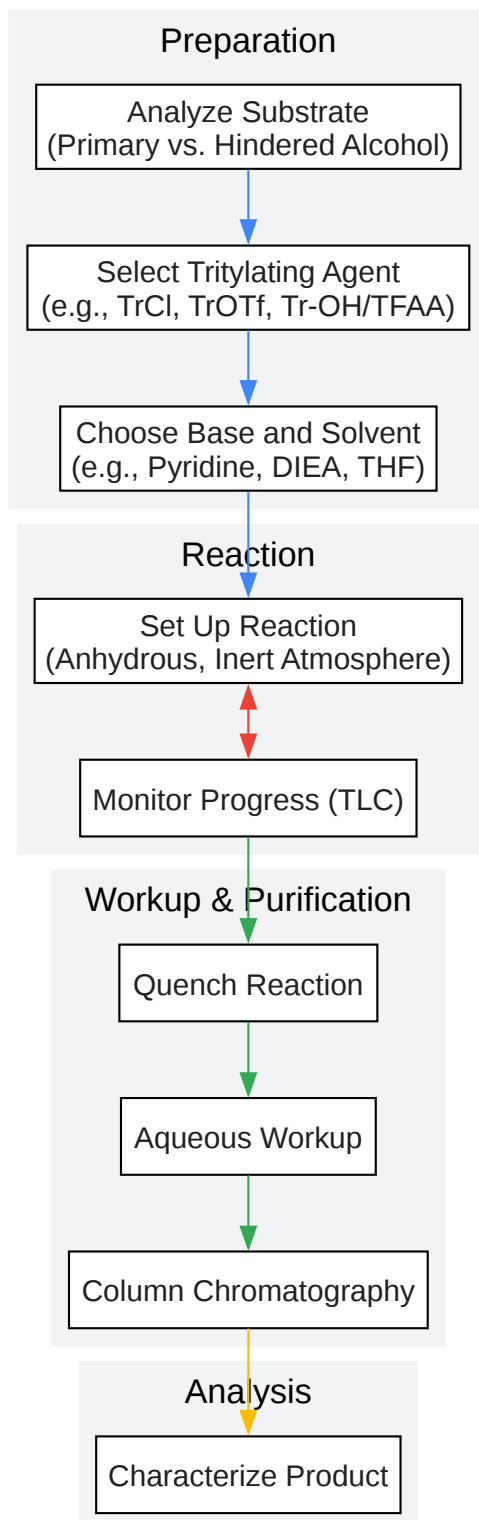 Preparation
Analyze Substrate
(Primary vs. Hindered Alcohol)
Select Tritylating Agent
(e.g., TrCl, TrOTf, Tr-OH/TFAA)
Choose Base and Solvent
(e.g., Pyridine, DIEA, THF)
Reaction
Set Up Reaction
(Anhydrous, Inert Atmosphere)
Monitor Progress (TLC)
Workup & Purification
Quench Reaction
Aqueous Workup
Column Chromatography
Analysis
Characterize Product